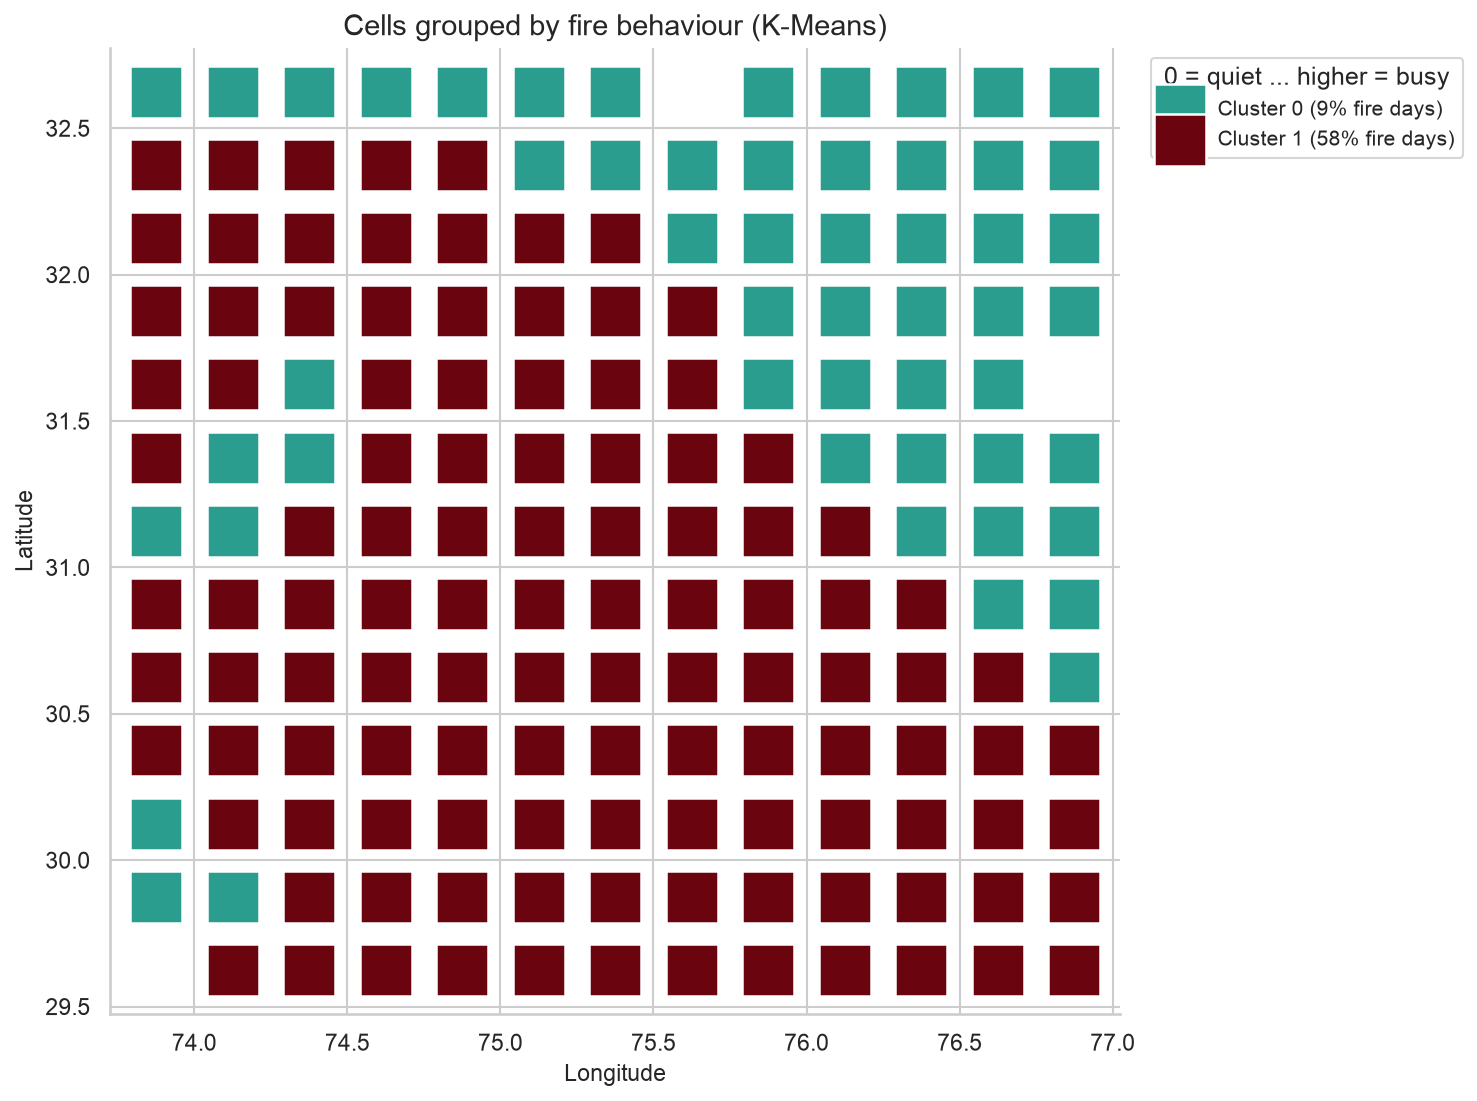 Cells grouped by fire behaviour (K-Means)
0 = quiet ... higher = busy
Cluster 0 (9% fire days)
Cluster 1 (58% fire days)
32.5
32.0
31.5
31.0
30.5
30.0
29.5
Latitude
74.0 74.5 75.0 75.5 76.0 76.5 77.0
Longitude